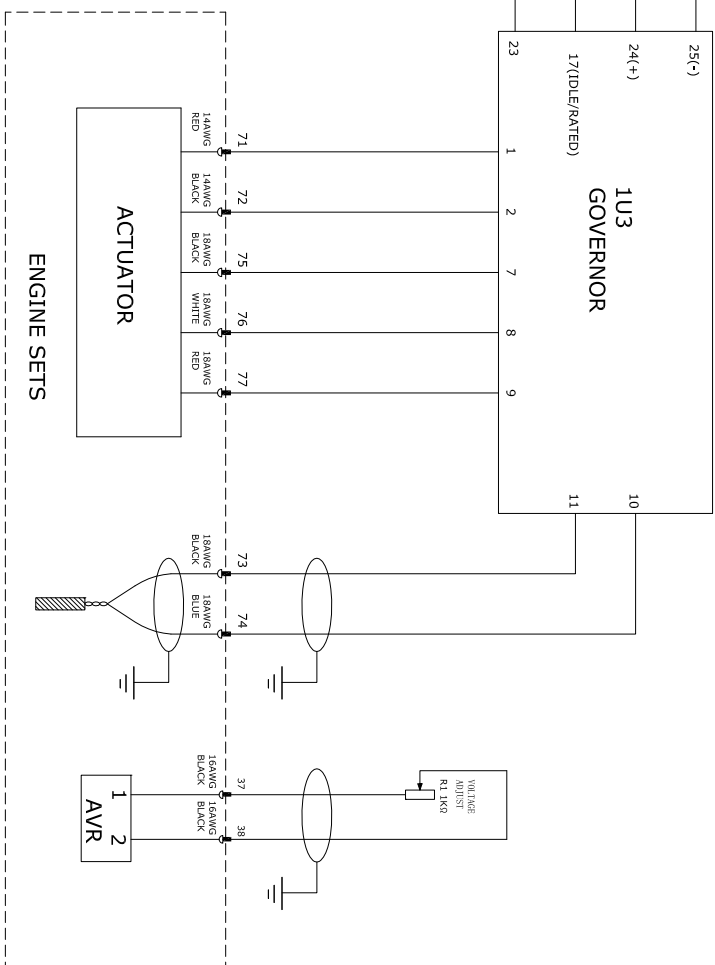 25(-)
24(+)
17(IDLE/RATED)
23
1U3
GOVERNOR
1
2
7
8
9
11
10
71
72
75
76
77
73
74
14AWG
RED
14AWG
BLACK
18AWG
BLACK
18AWG
WHITE
18AWG
RED
18AWG
BLACK
18AWG
BLUE
ACTUATOR
ENGINE SETS
VOLTAGE
ADJUST
R1 1KΩ
37
38
16AWG
BLACK
16AWG
BLACK
1
2
AVR